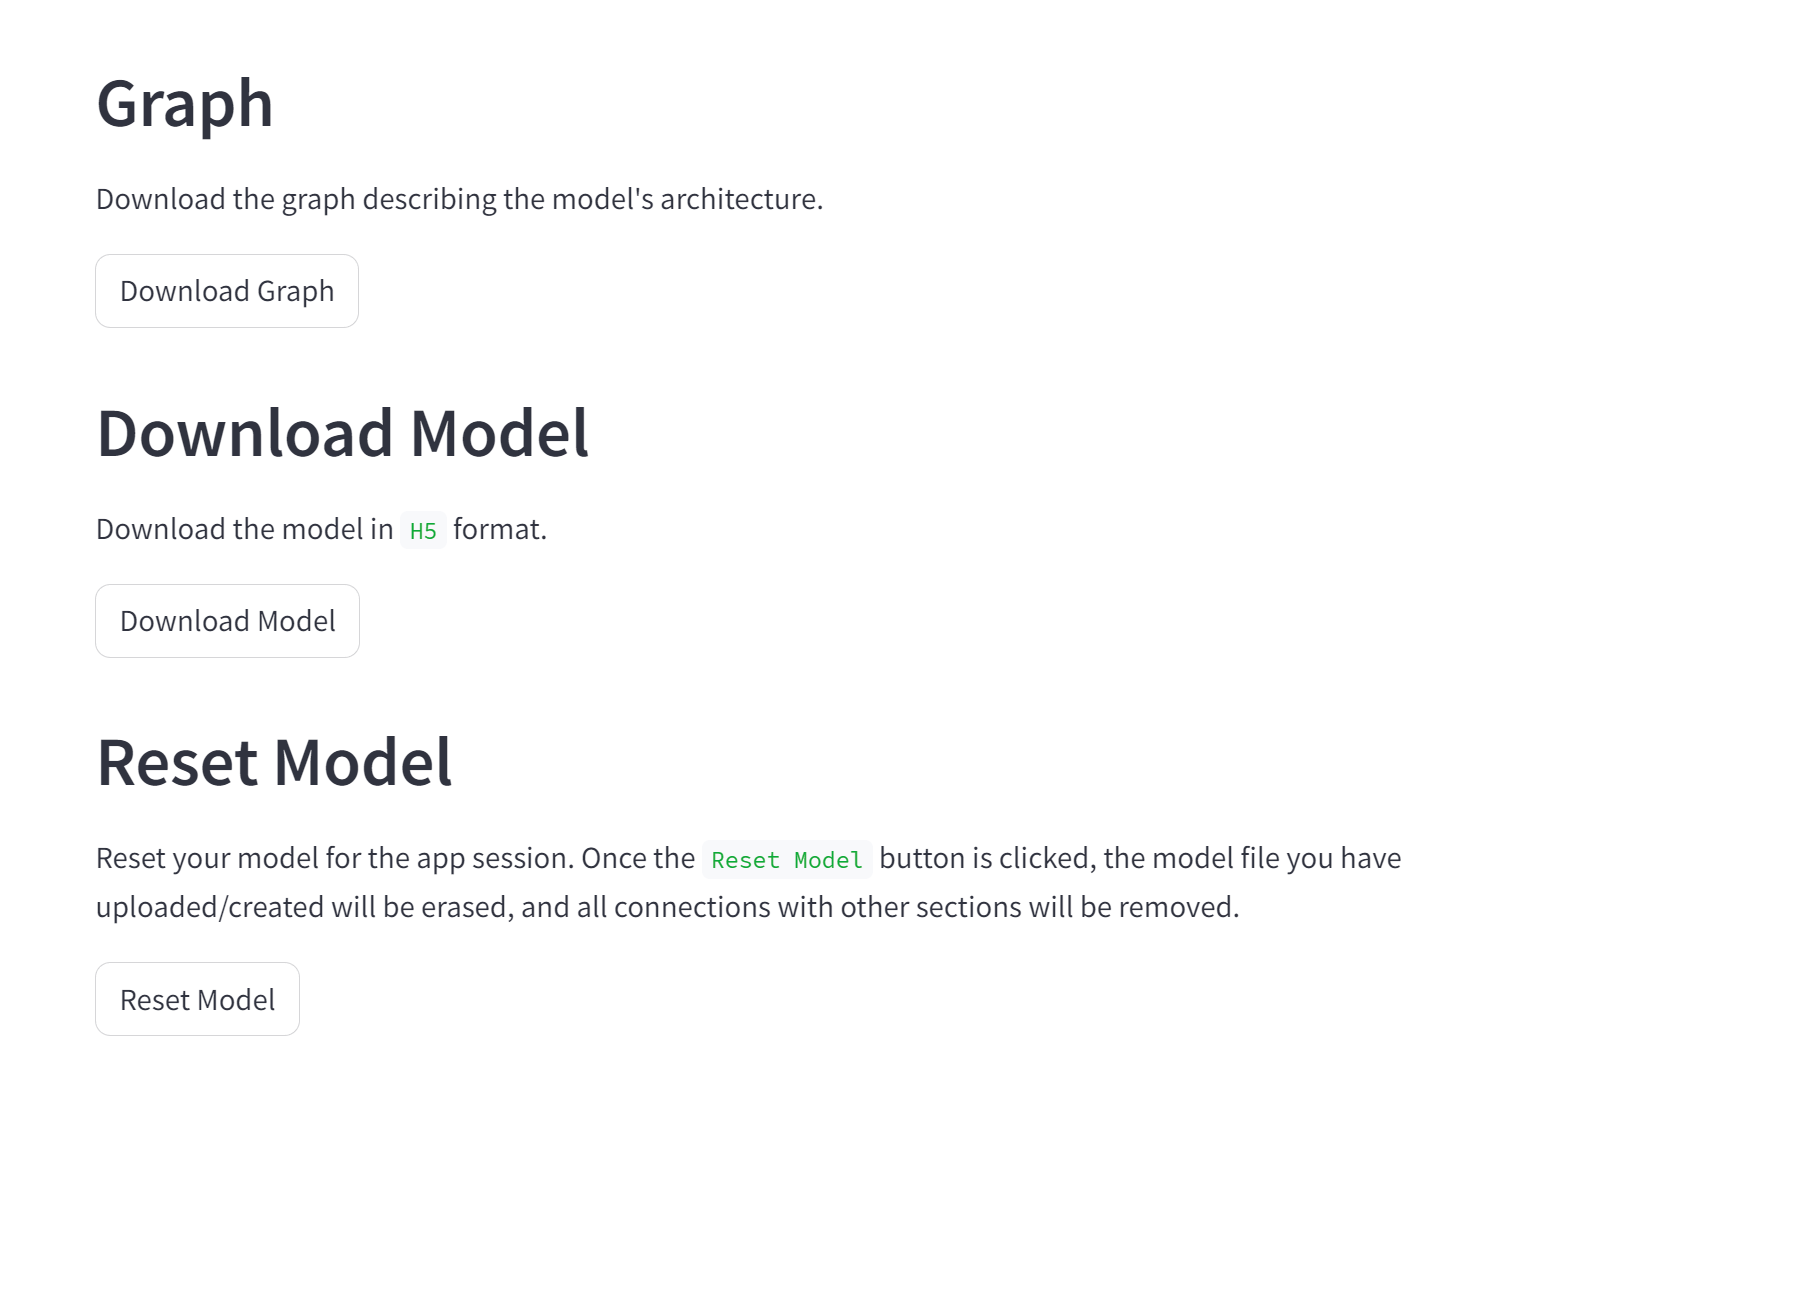 Graph
Download the graph describing the model's architecture.
Download Graph
Download Model
Download the model in H5 format.
Download Model
Reset Model
Reset your model for the app session. Once the Reset Model button is clicked, the model file you have
uploaded/created will be erased, and all connections with other sections will be removed.
Reset Model